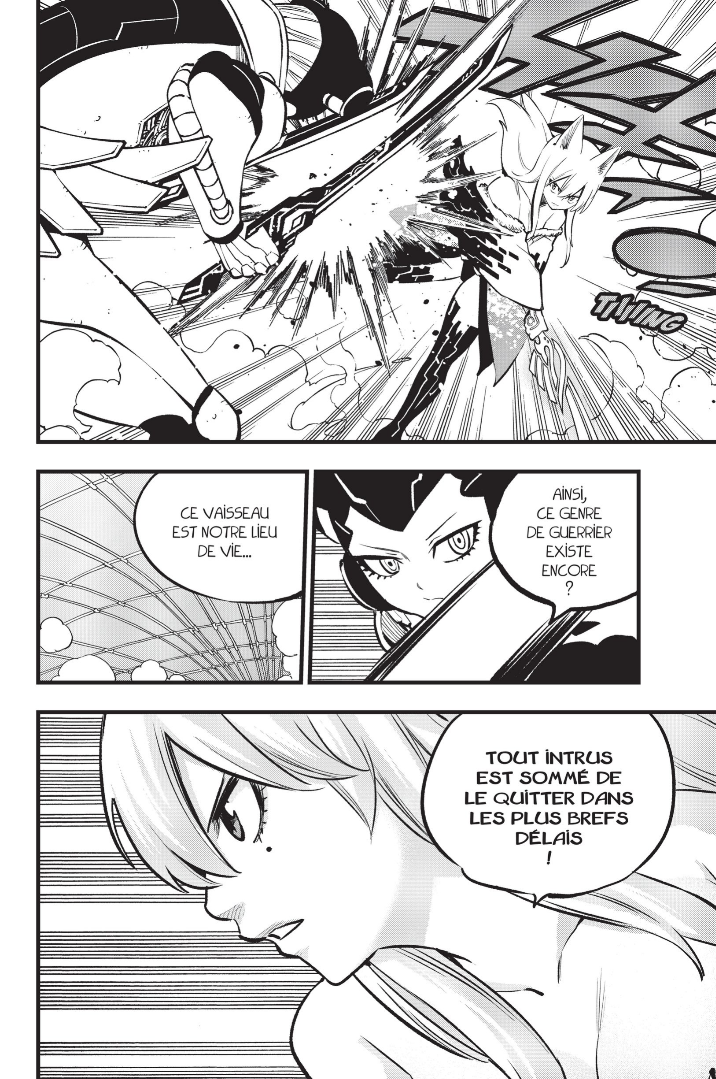 TWING
AINSI,
CE GENRE
DE GUERRIER
EXISTE
ENCORE
?
CE VAISSEAU
EST NOTRE LIEU
DE VIE...
TOUT INTRUS
EST SOMMÉ DE
LE QUITTER DANS
LES PLUS BREFS
DÉLAIS
!